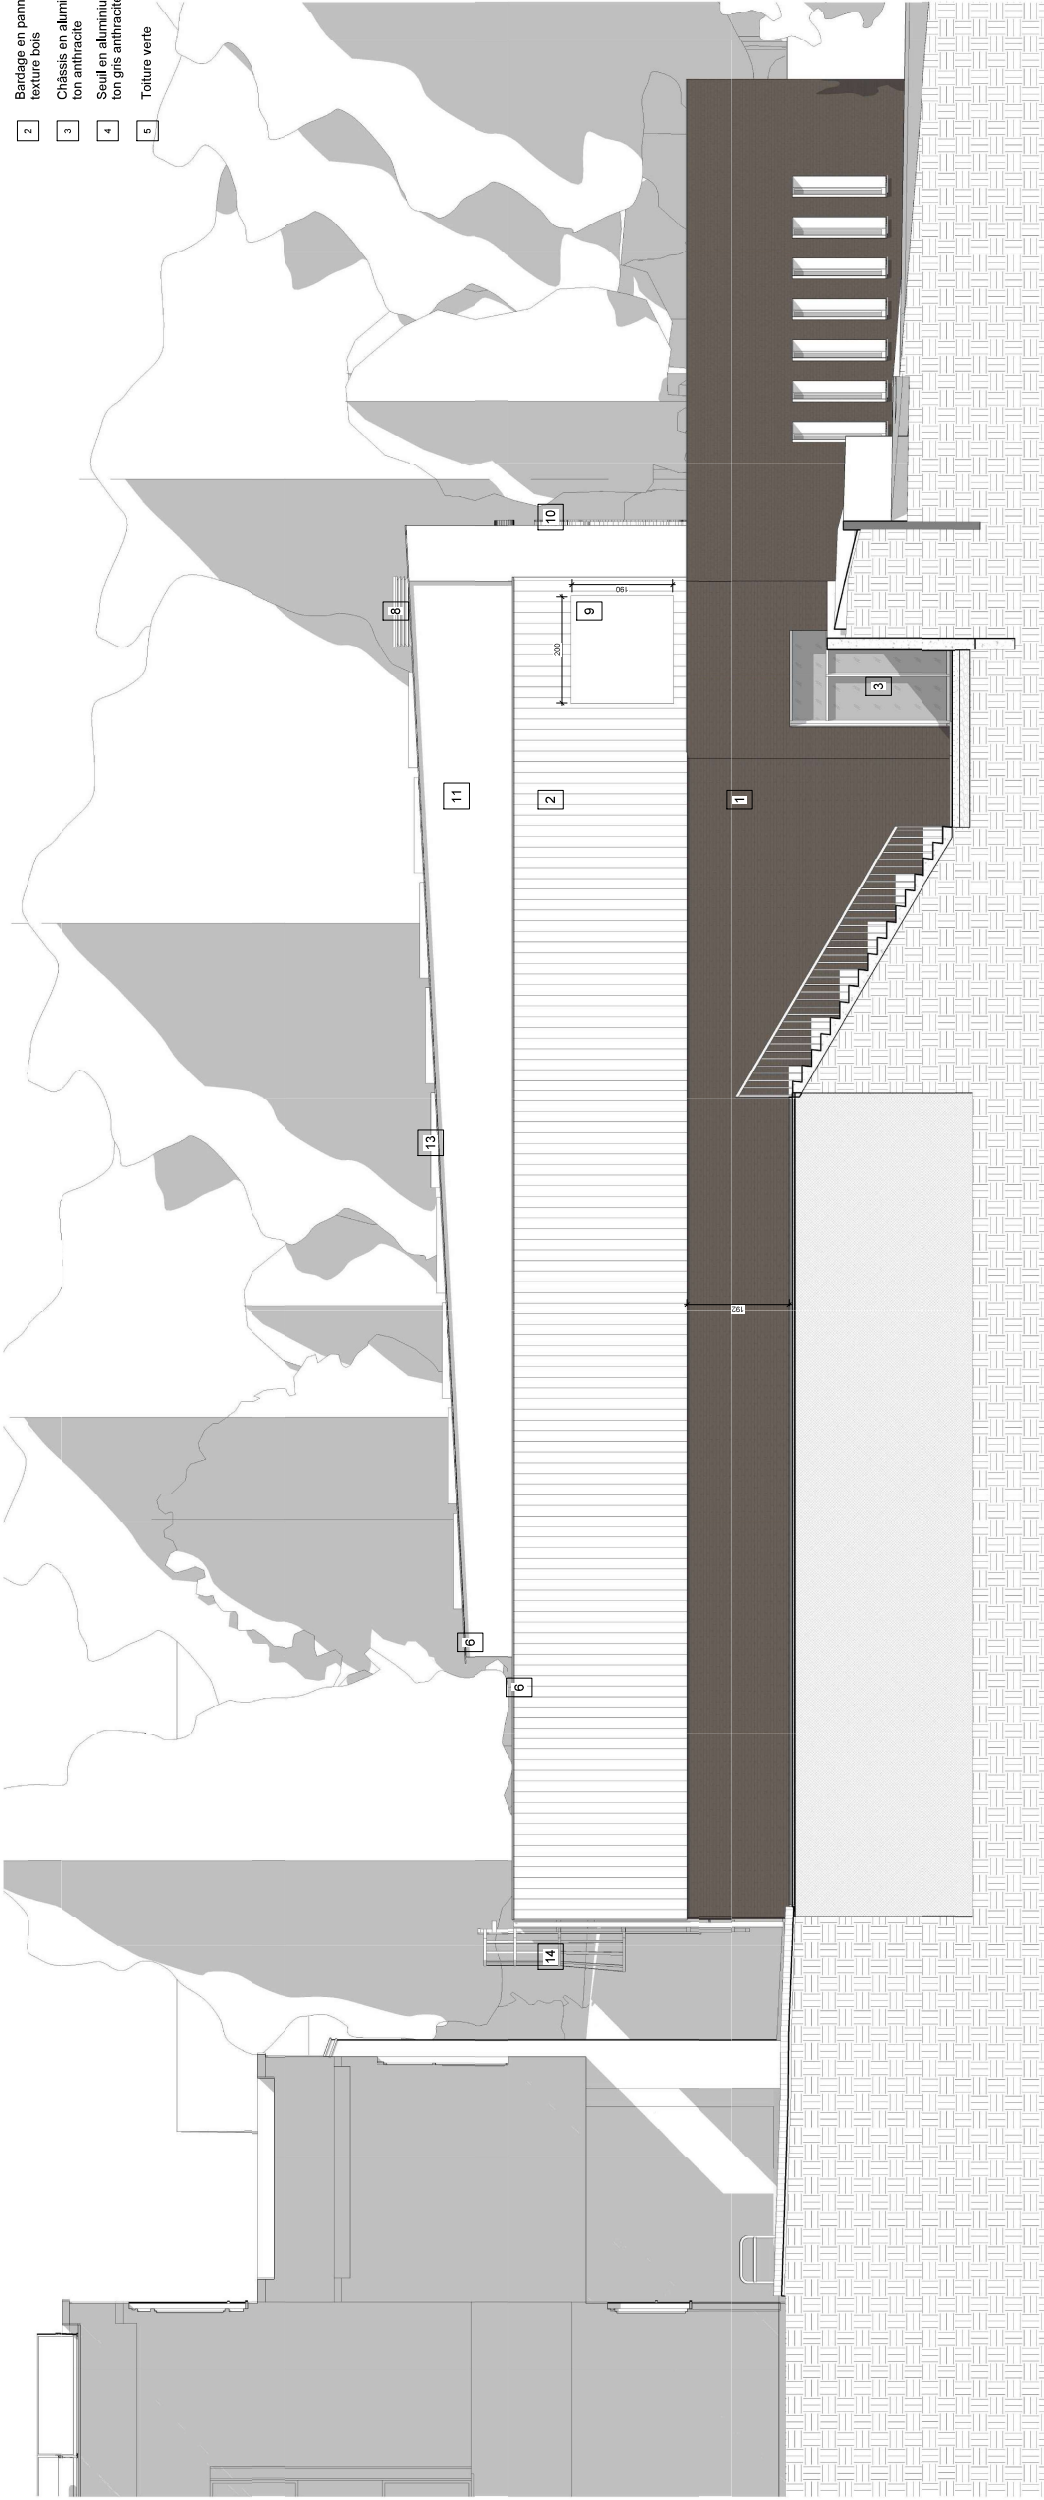 2 Bardage en pann
texture bois
3 Châssis en alumi
ton anthracite
4 Seuil en aluminiu
ton gris anthracite
5 Toiture verte
10
8
9
190
200
3
11
2
1
13
192
6
6
14